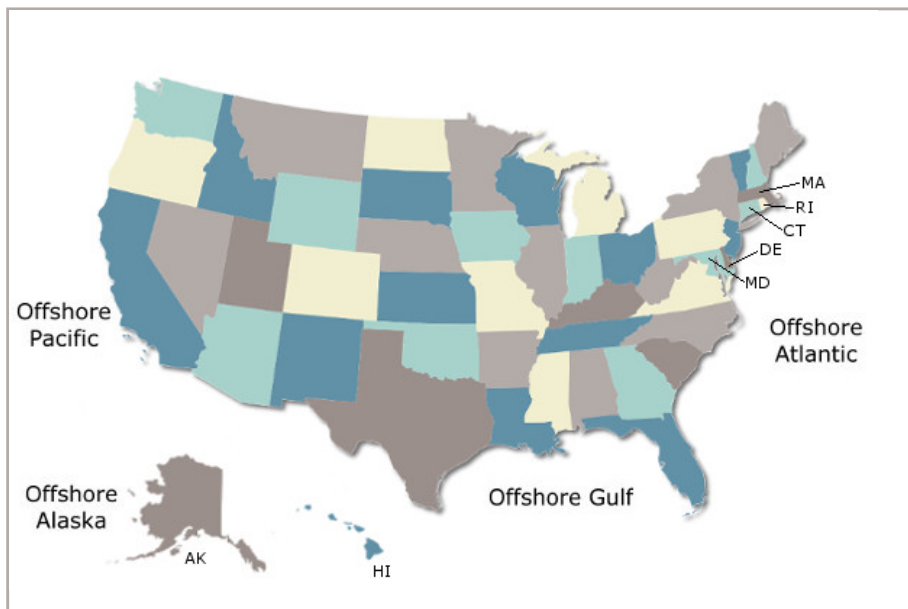 MA
RI
CT
DE
MD
Offshore
Pacific
Offshore
Atlantic
Offshore
Alaska
Offshore Gulf
AK
HI